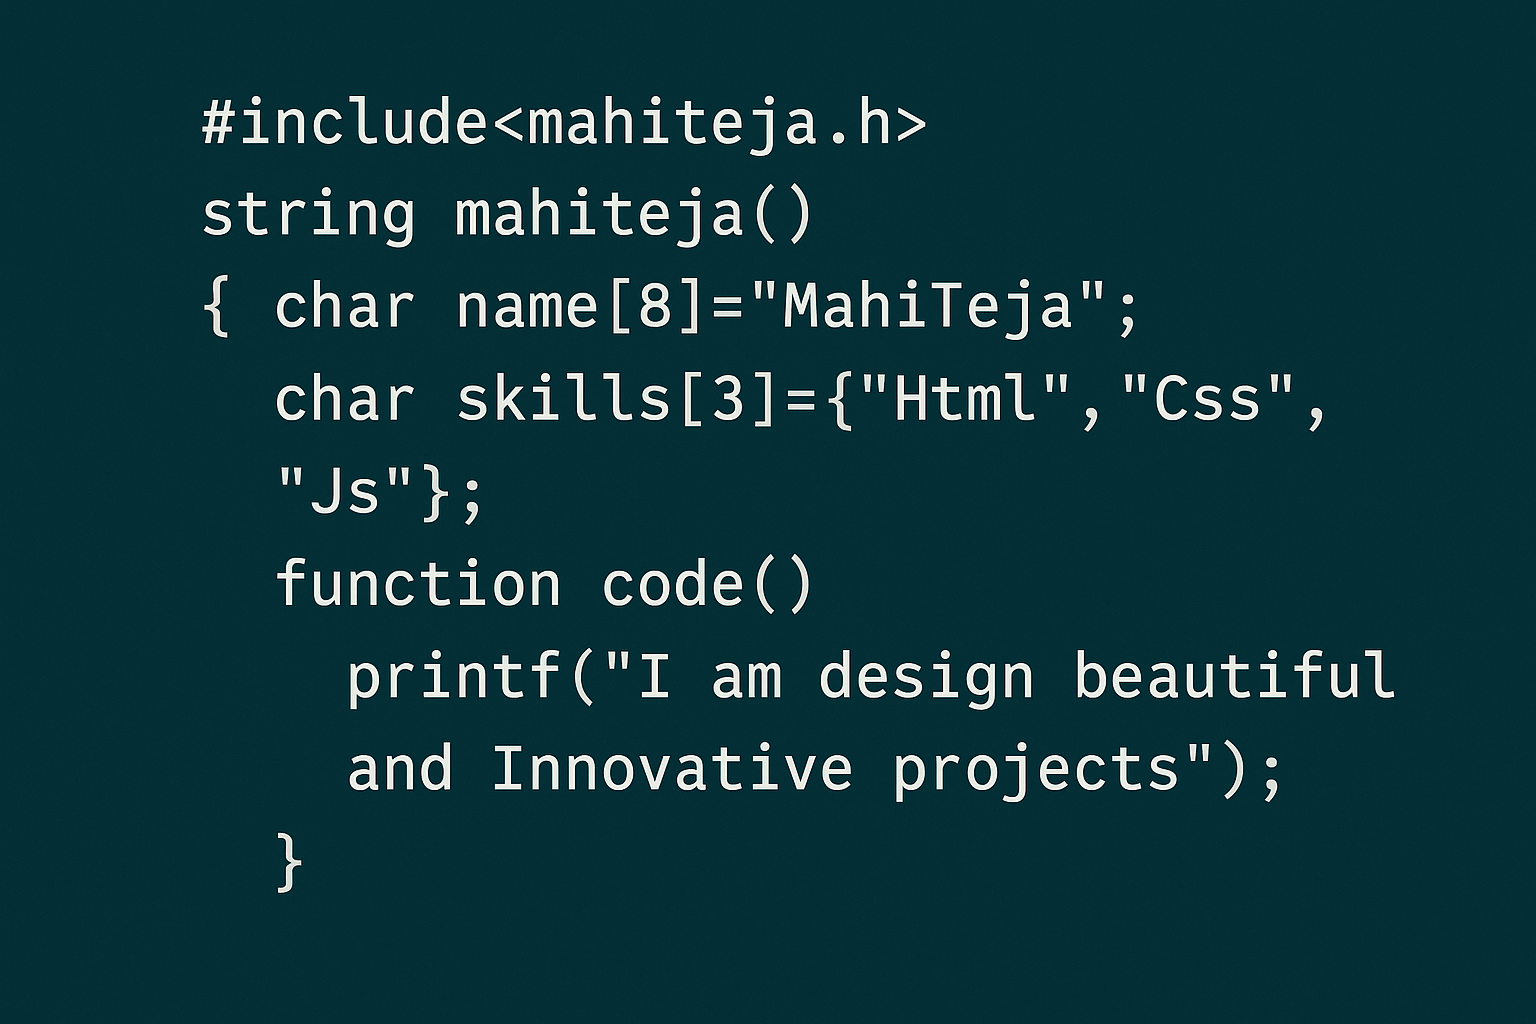 #include<mahiteja.h>
string mahiteja()
{ char name[8]="MahiTeja";
char skills[3]={"Html","Css",
"Js"};
function code()
printf("I am design beautiful
and Innovative projects");
}